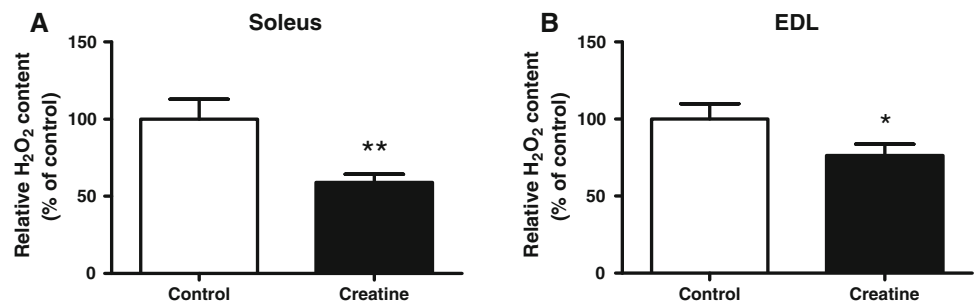 A
Soleus
Relative H₂O₂ content
(% of control)
150
100
50
0
**
Control
Creatine
B
EDL
Relative H₂O₂ content
(% of control)
150
100
50
0
*
Control
Creatine